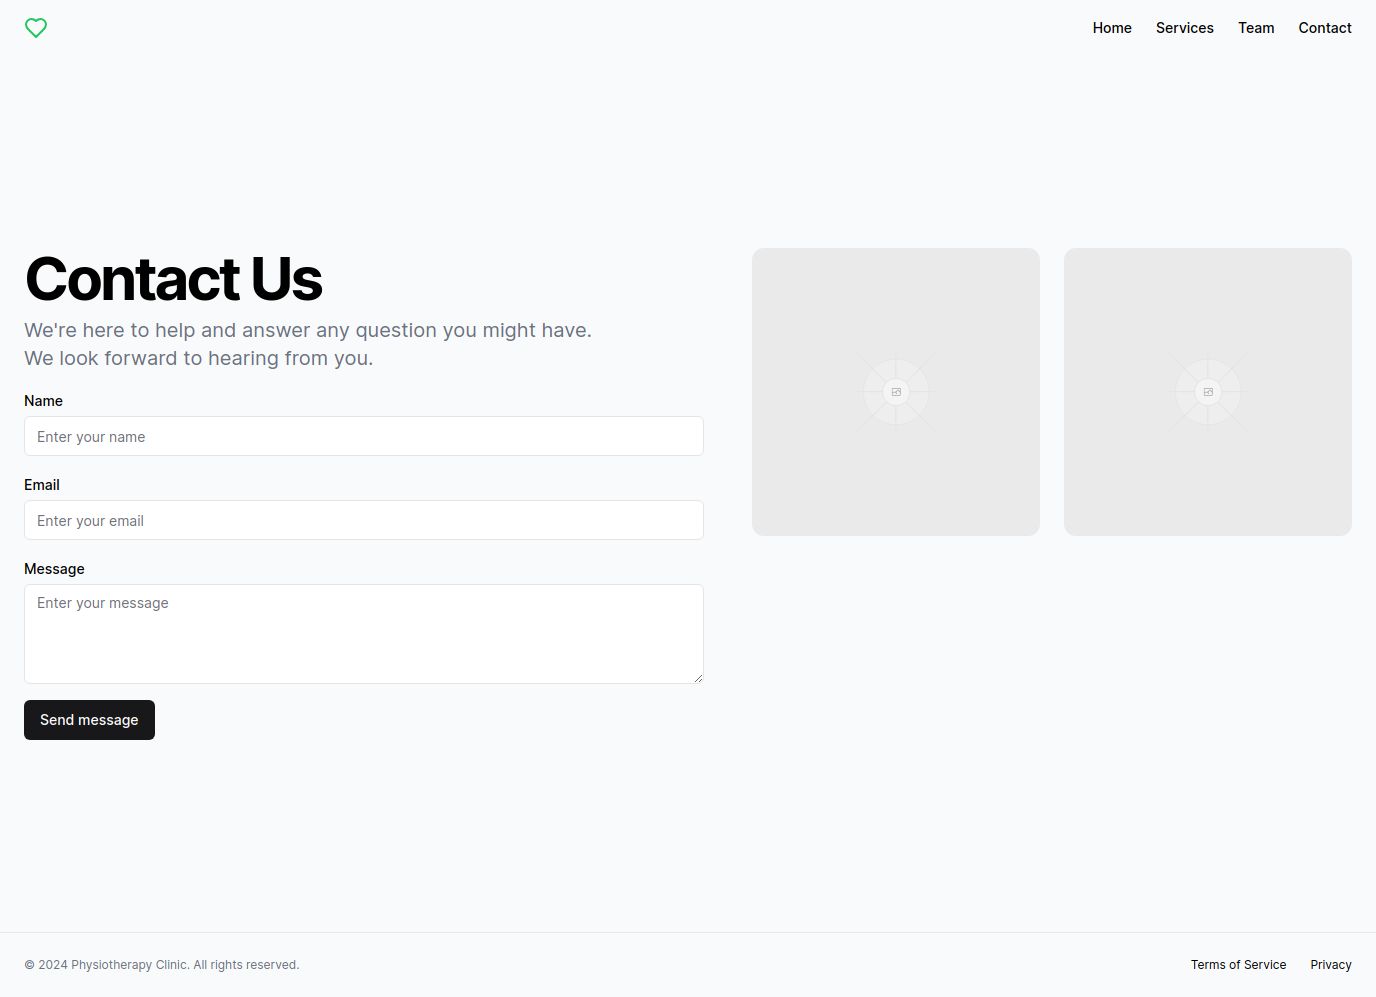 Home Services Team Contact
Contact Us
We're here to help and answer any question you might have.
We look forward to hearing from you.
Name
Enter your name
Email
Enter your email
Message
Enter your message
Send message
© 2024 Physiotherapy Clinic. All rights reserved.
Terms of Service Privacy